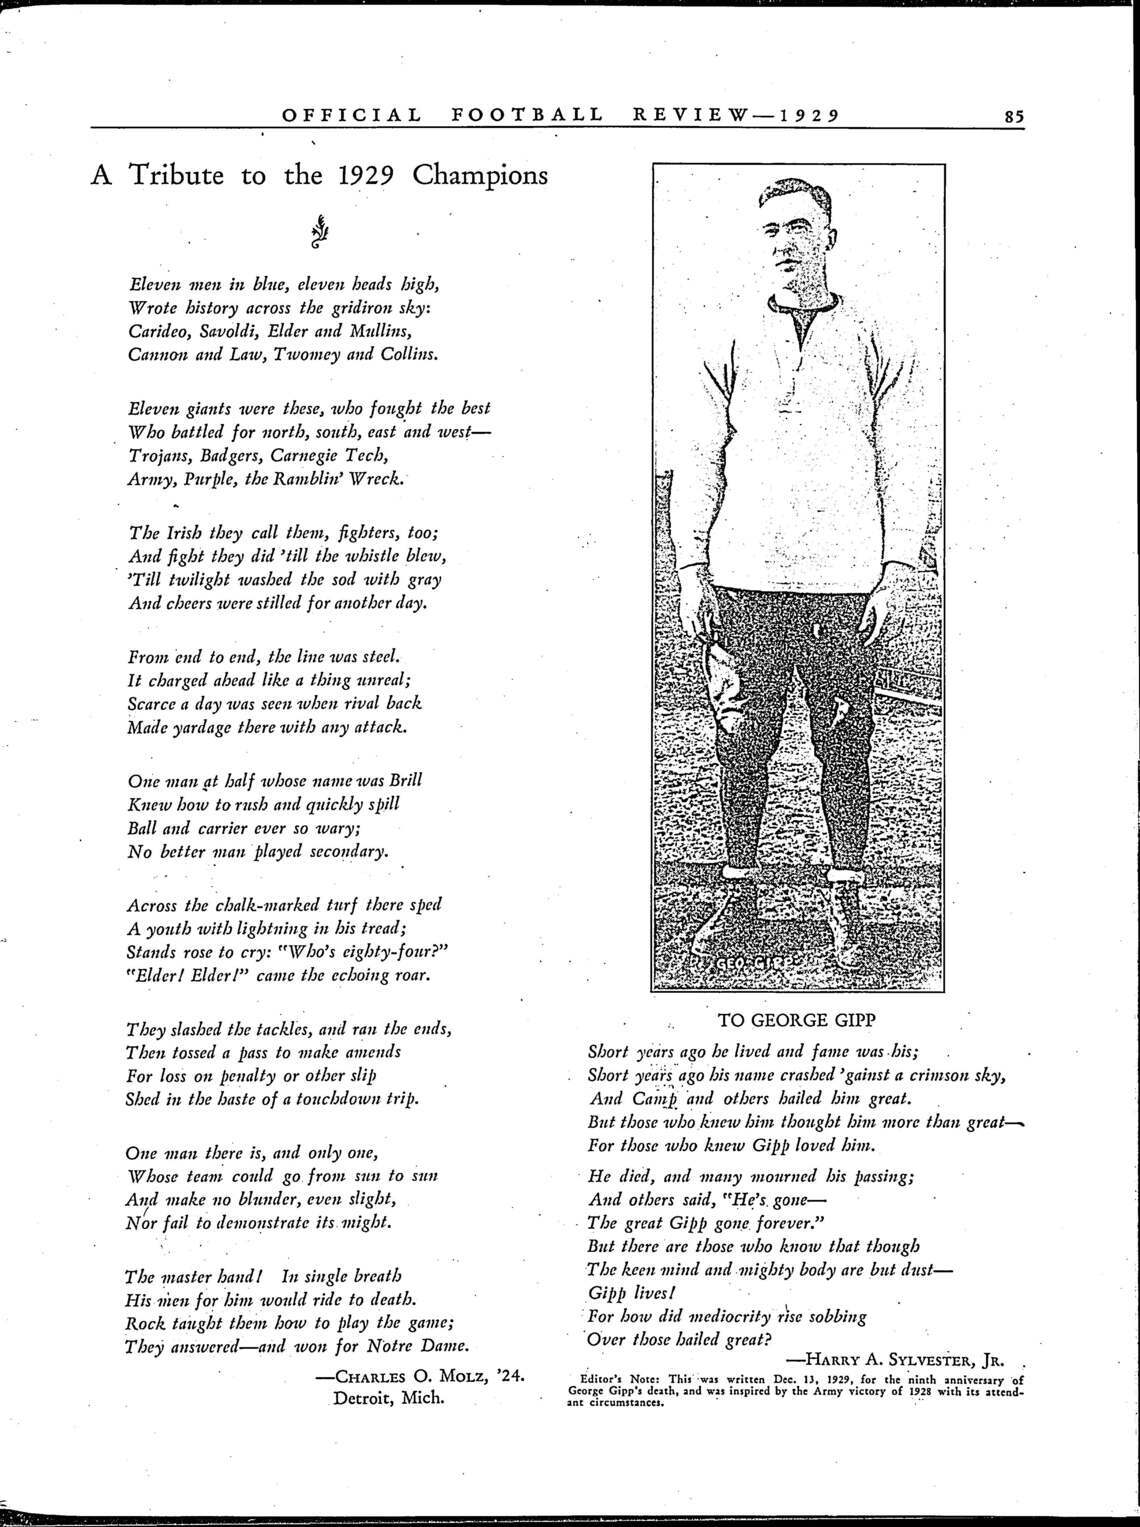 OFFICIAL FOOTBALL REVIEW—1929 85
A Tribute to the 1929 Champions
Eleven men in blue, eleven heads high,
Wrote history across the gridiron sky:
Carideo, Savoldi, Elder and Mullins,
Cannon and Law, Twomey and Collins.
Eleven giants were these, who fought the best
Who battled for north, south, east and west—
Trojans, Badgers, Carnegie Tech,
Army, Purple, the Ramblin' Wreck.
The Irish they call them, fighters, too;
And fight they did 'till the whistle blew,
'Till twilight washed the sod with gray
And cheers were stilled for another day.
From end to end, the line was steel.
It charged ahead like a thing unreal;
Scarce a day was seen when rival back
Made yardage there with any attack.
One man at half whose name was Brill
Knew how to rush and quickly spill
Ball and carrier ever so wary;
No better man played secondary.
Across the chalk-marked turf there sped
A youth with lightning in his tread;
Stands rose to cry: "Who's eighty-four?"
"Elder! Elder!" came the echoing roar.
They slashed the tackles, and ran the ends,
Then tossed a pass to make amends
For loss on penalty or other slip
Shed in the haste of a touchdown trip.
One man there is, and only one,
Whose team could go from sun to sun
And make no blunder, even slight,
Nor fail to demonstrate its might.
The master hand! In single breath
His men for him would ride to death.
Rock taught them how to play the game;
They answered—and won for Notre Dame.
—CHARLES O. MOLZ, '24.
Detroit, Mich.
GEO. GIPP
TO GEORGE GIPP
Short years ago he lived and fame was his;
Short years ago his name crashed 'gainst a crimson sky,
And Camp and others hailed him great.
But those who knew him thought him more than great—
For those who knew Gipp loved him.
He died, and many mourned his passing;
And others said, "He's gone—
The great Gipp gone forever."
But there are those who know that though
The keen mind and mighty body are but dust—
Gipp lives!
For how did mediocrity rise sobbing
Over those hailed great?
—HARRY A. SYLVESTER, JR.
Editor's Note: This was written Dec. 13, 1929, for the ninth anniversary of
George Gipp's death, and was inspired by the Army victory of 1928 with its attend-
ant circumstances.